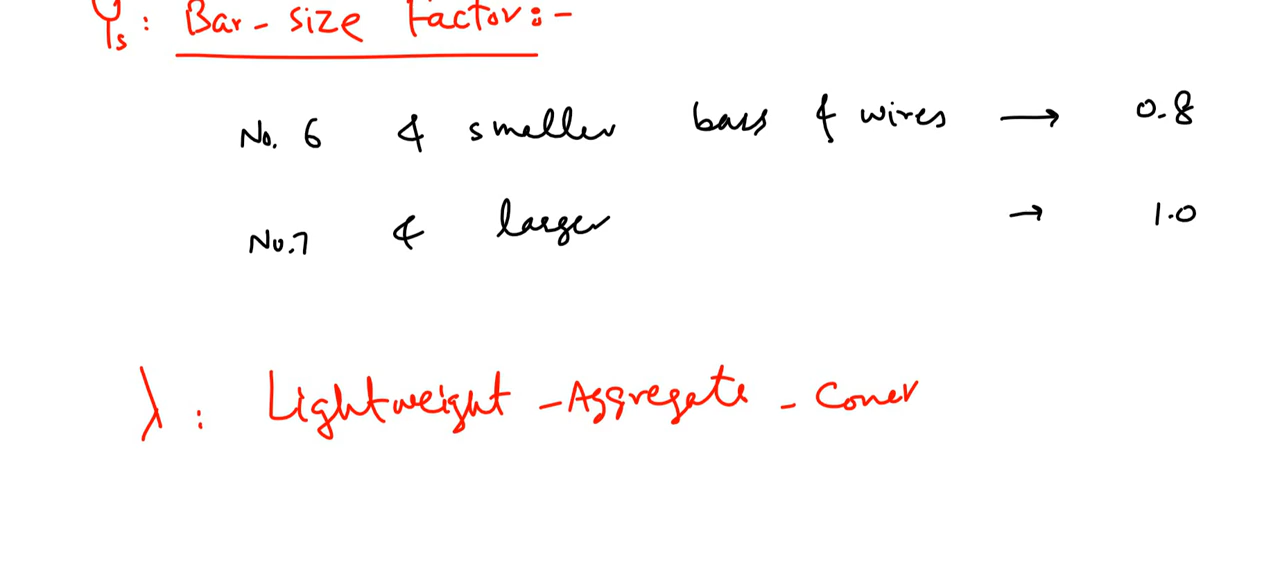 Ψs: Bar-size Factor:-
No. 6 & smaller bars & wires → 0.8
No.7 & larger → 1.0
λ: Lightweight-Aggregate-Concr